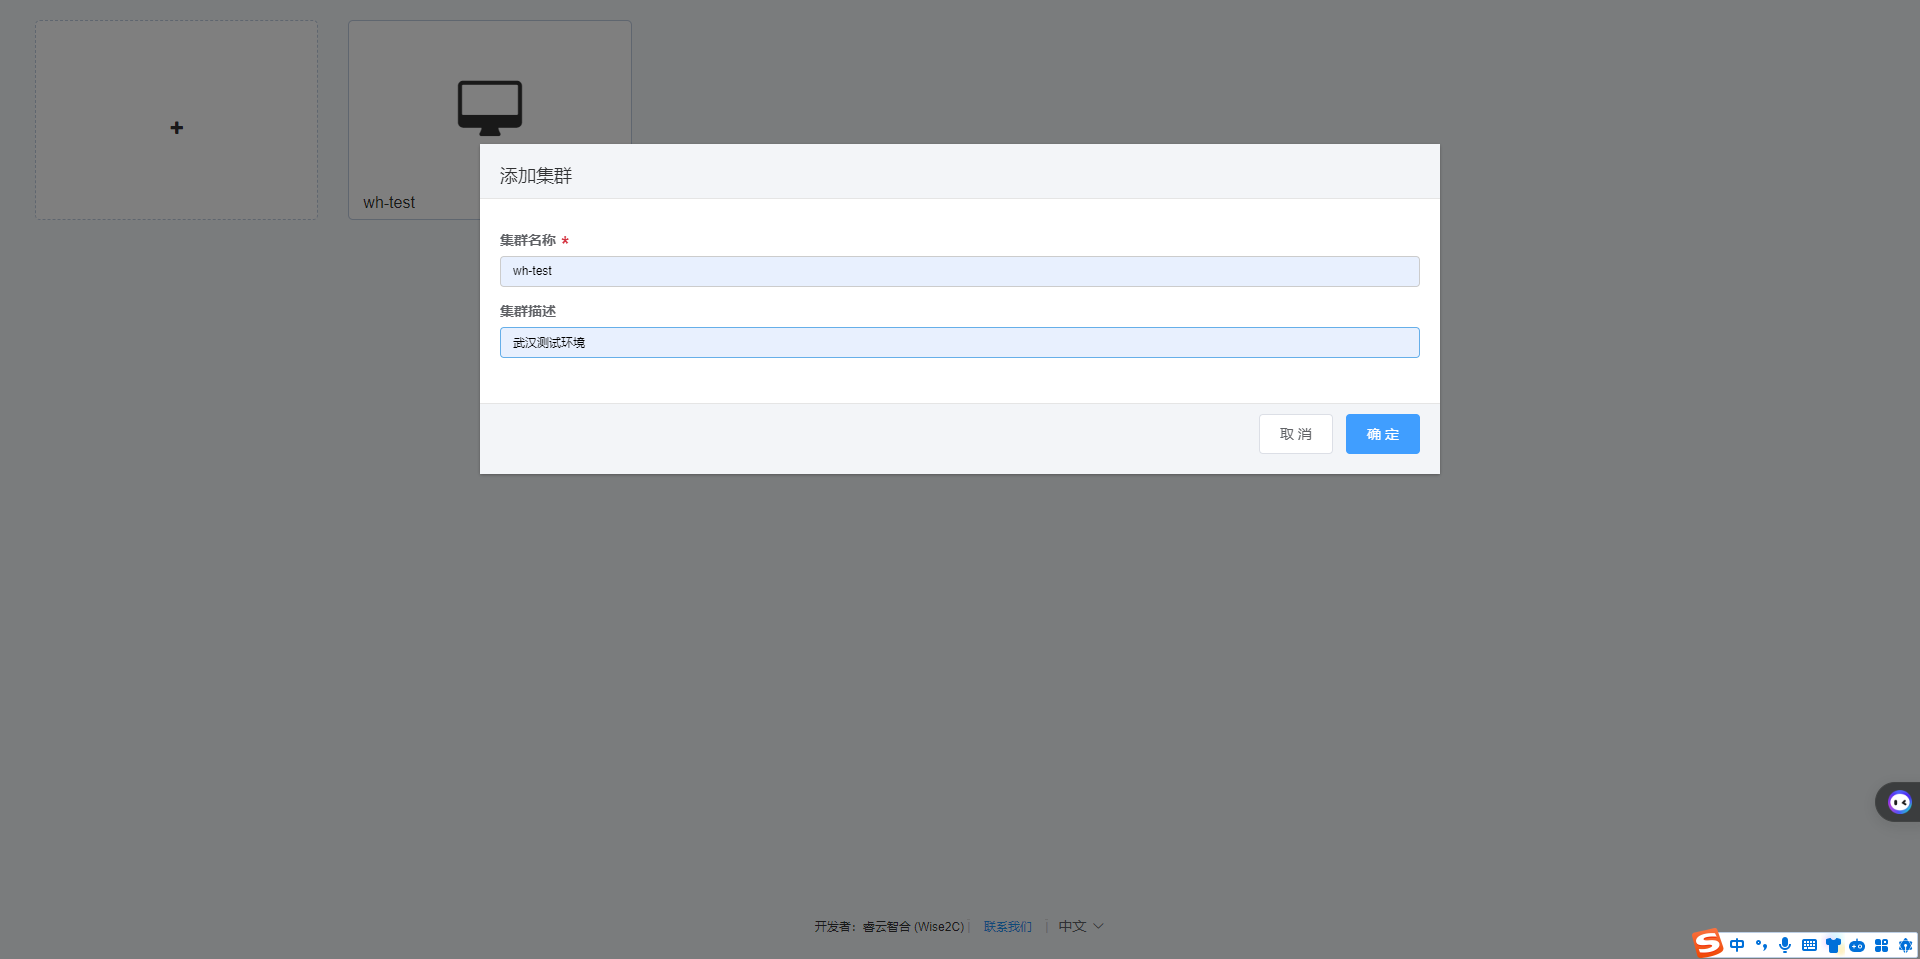 +
wh-test
添加集群
集群名称 *
wh-test
集群描述
武汉测试环境
取 消
确 定
开发者：睿云智合 (Wise2C) | 联系我们 | 中文
S 中 °,